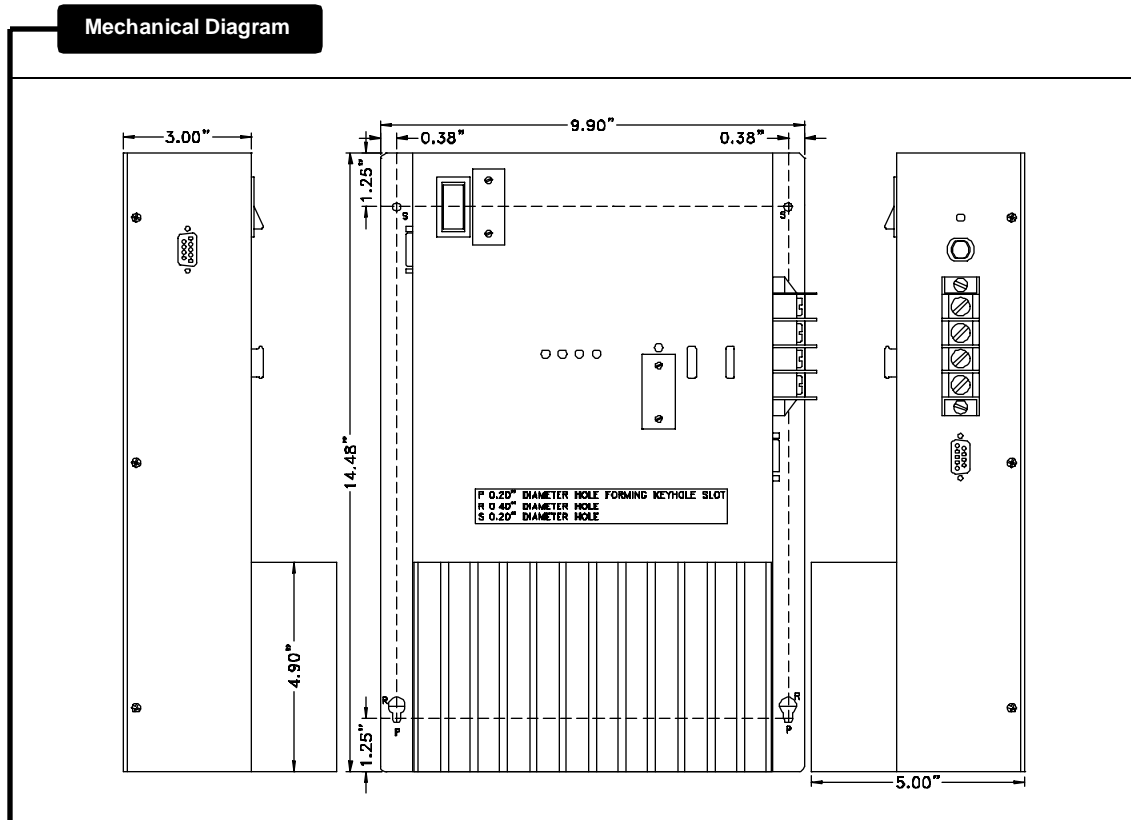 Mechanical Diagram
3.00"
9.90"
0.38"
0.38"
1.25"
S
S
14.48"
P 0.20" DIAMETER HOLE FORMING KEYHOLE SLOT
R 0.40" DIAMETER HOLE
S 0.20" DIAMETER HOLE
4.90"
R
R
P
P
1.25"
5.00"